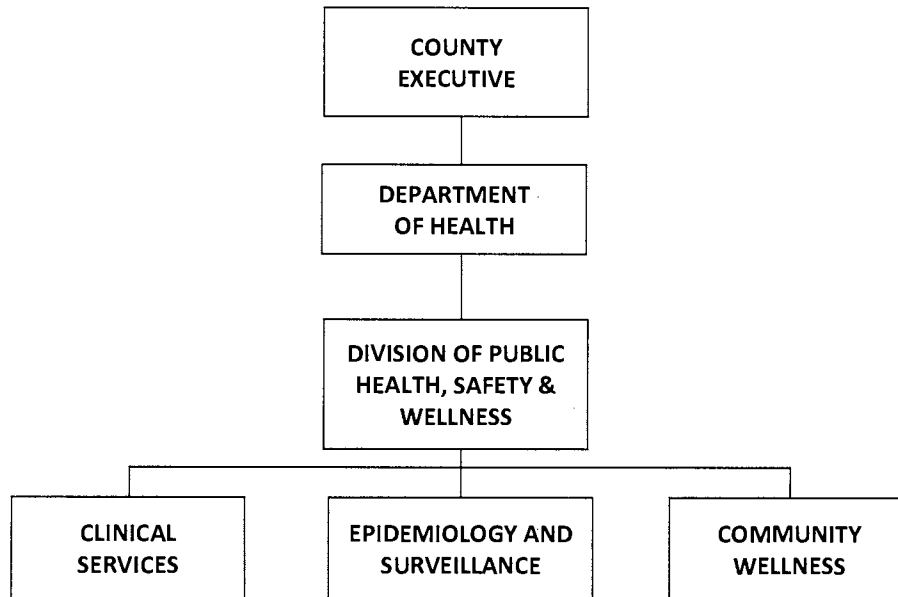 COUNTY
EXECUTIVE
DEPARTMENT
OF HEALTH
DIVISION OF PUBLIC
HEALTH, SAFETY &
WELLNESS
CLINICAL
SERVICES
EPIDEMIOLOGY AND
SURVEILLANCE
COMMUNITY
WELLNESS